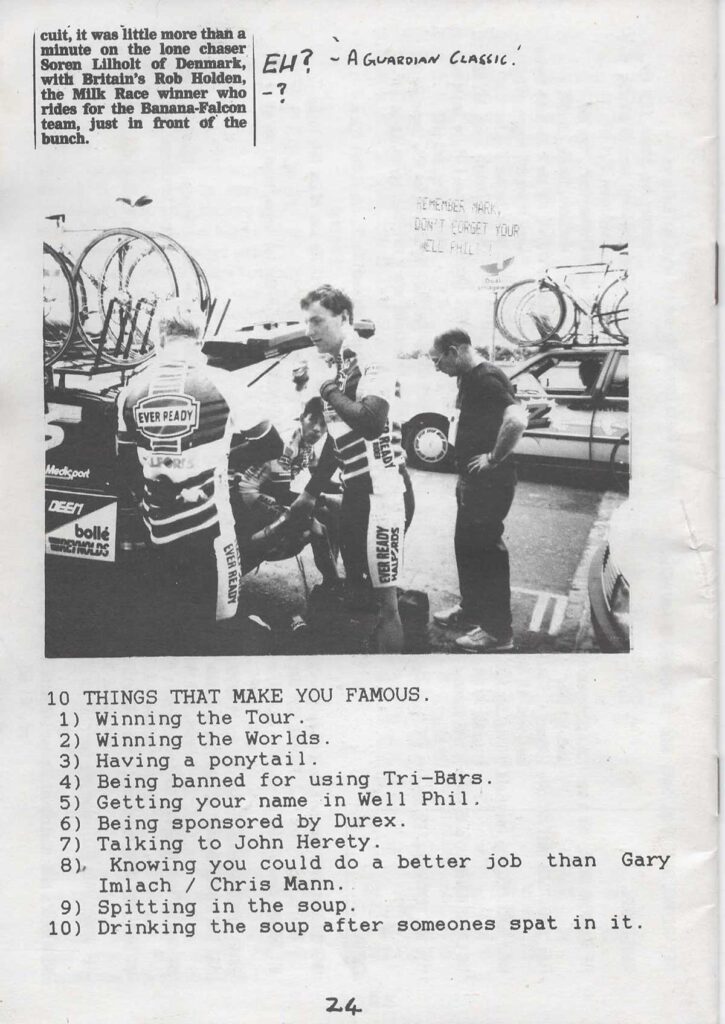 cuit, it was little more than a
minute on the lone chaser
Soren Lilholt of Denmark,
with Britain's Rob Holden,
the Milk Race winner who
rides for the Banana-Falcon
team, just in front of the
bunch.
EH? - 'A GUARDIAN CLASSIC.'
-?
REMEMBER MARK,
DON'T FORGET YOUR
WELL PHIL!!
EVER READY
HALFORDS
Medicport
DEEM
bollé
REYNOLDS
EVER READY
EVER READY
EVER READY
HALFORDS
10 THINGS THAT MAKE YOU FAMOUS.
1) Winning the Tour.
2) Winning the Worlds.
3) Having a ponytail.
4) Being banned for using Tri-Bars.
5) Getting your name in Well Phil.
6) Being sponsored by Durex.
7) Talking to John Herety.
8). Knowing you could do a better job than Gary
Imlach / Chris Mann.
9) Spitting in the soup.
10) Drinking the soup after someones spat in it.
24